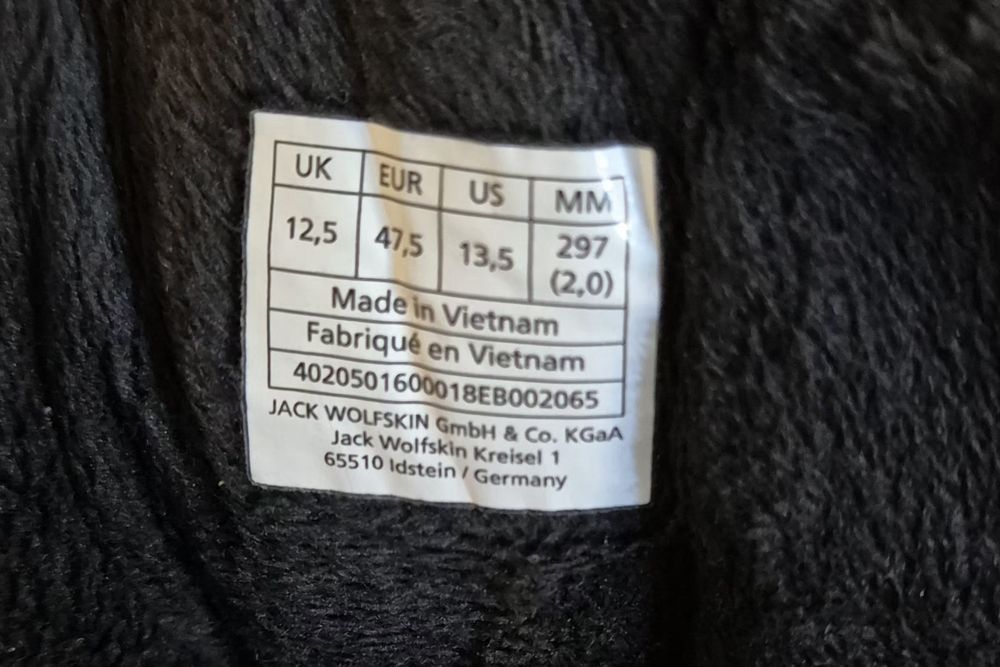 UK EUR US MM
12,5 47,5 13,5 297
(2,0)
Made in Vietnam
Fabriqué en Vietnam
4020501600018EB002065
JACK WOLFSKIN GmbH & Co. KGaA
Jack Wolfskin Kreisel 1
65510 Idstein / Germany